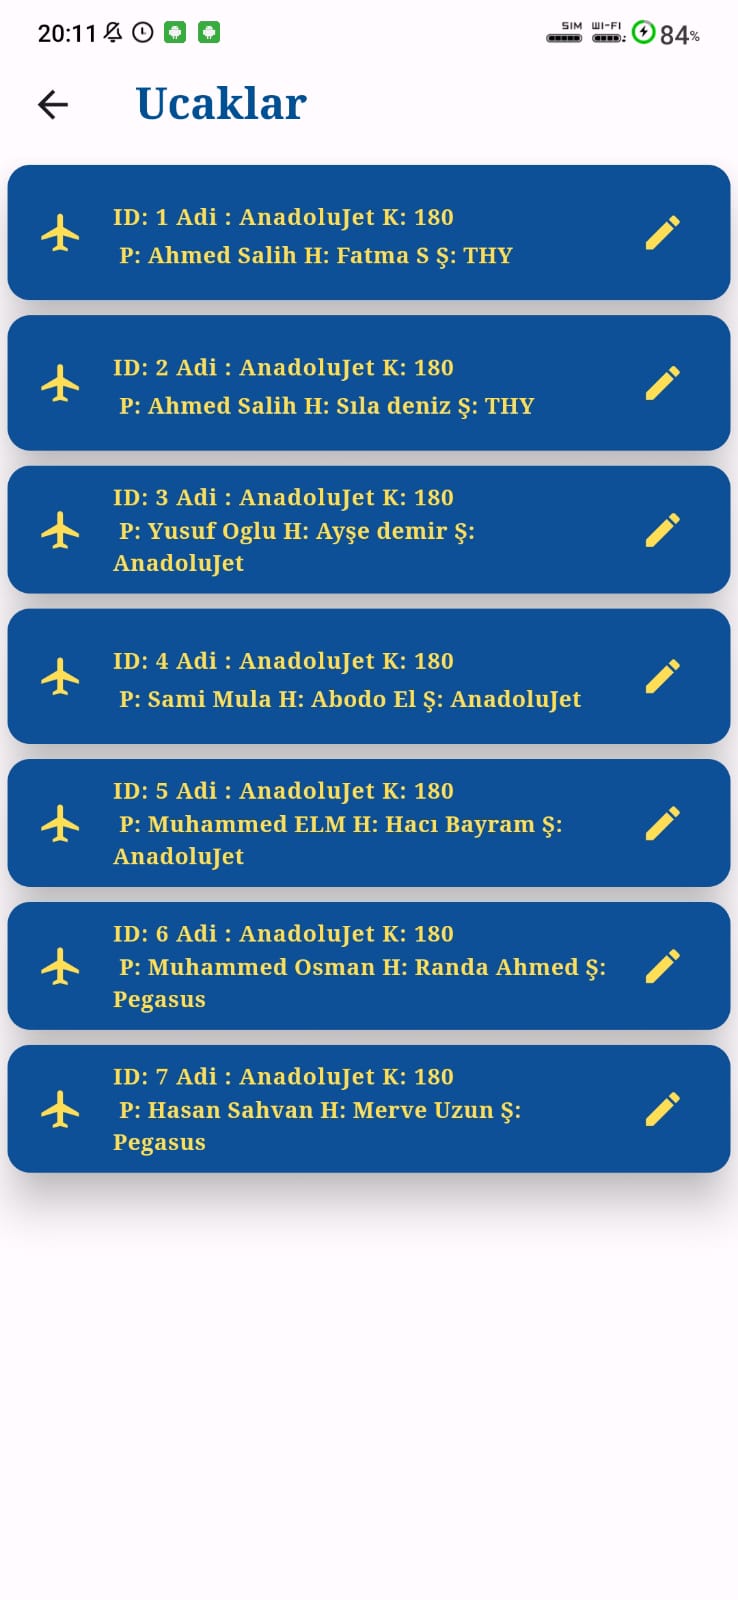 20:11 SIM WI-FI 84%
Ucaklar
ID: 1 Adi : AnadoluJet K: 180
P: Ahmed Salih H: Fatma S Ş: THY
ID: 2 Adi : AnadoluJet K: 180
P: Ahmed Salih H: Sıla deniz Ş: THY
ID: 3 Adi : AnadoluJet K: 180
P: Yusuf Oglu H: Ayşe demir Ş:
AnadoluJet
ID: 4 Adi : AnadoluJet K: 180
P: Sami Mula H: Abodo El Ş: AnadoluJet
ID: 5 Adi : AnadoluJet K: 180
P: Muhammed ELM H: Hacı Bayram Ş:
AnadoluJet
ID: 6 Adi : AnadoluJet K: 180
P: Muhammed Osman H: Randa Ahmed Ş:
Pegasus
ID: 7 Adi : AnadoluJet K: 180
P: Hasan Sahvan H: Merve Uzun Ş:
Pegasus